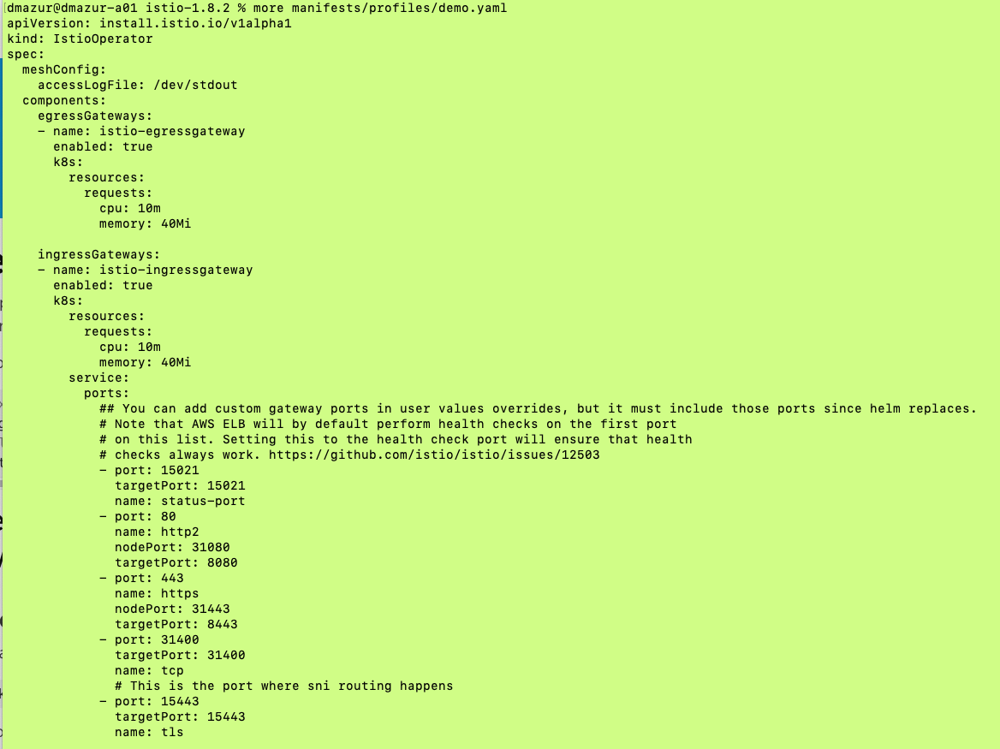 dmazur@dmazur-a01 istio-1.8.2 % more manifests/profiles/demo.yaml
apiVersion: install.istio.io/v1alpha1
kind: IstioOperator
spec:
  meshConfig:
    accessLogFile: /dev/stdout
  components:
    egressGateways:
    - name: istio-egressgateway
      enabled: true
      k8s:
        resources:
          requests:
            cpu: 10m
            memory: 40Mi

    ingressGateways:
    - name: istio-ingressgateway
      enabled: true
      k8s:
        resources:
          requests:
            cpu: 10m
            memory: 40Mi
        service:
          ports:
            ## You can add custom gateway ports in user values overrides, but it must include those ports since helm replaces.
            # Note that AWS ELB will by default perform health checks on the first port
            # on this list. Setting this to the health check port will ensure that health
            # checks always work. https://github.com/istio/istio/issues/12503
            - port: 15021
              targetPort: 15021
              name: status-port
            - port: 80
              name: http2
              nodePort: 31080
              targetPort: 8080
            - port: 443
              name: https
              nodePort: 31443
              targetPort: 8443
            - port: 31400
              targetPort: 31400
              name: tcp
              # This is the port where sni routing happens
            - port: 15443
              targetPort: 15443
              name: tls